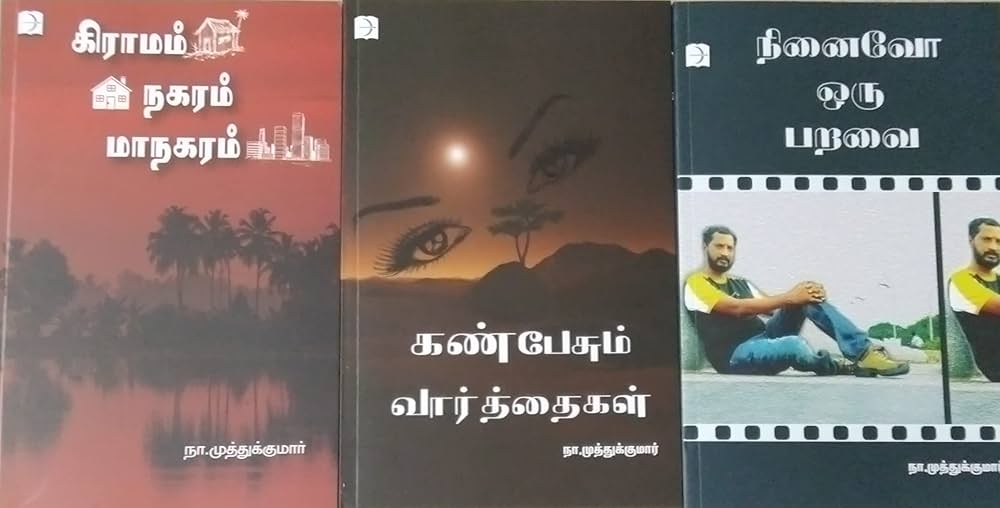 கிராமம்
நகரம்
மாநகரம்
நா.முத்துக்குமார்
கண்பேசும்
வார்த்தைகள்
நா.முத்துக்குமார்
நினைவோ
ஒரு
பறவை
நா.முத்துக்குமார்